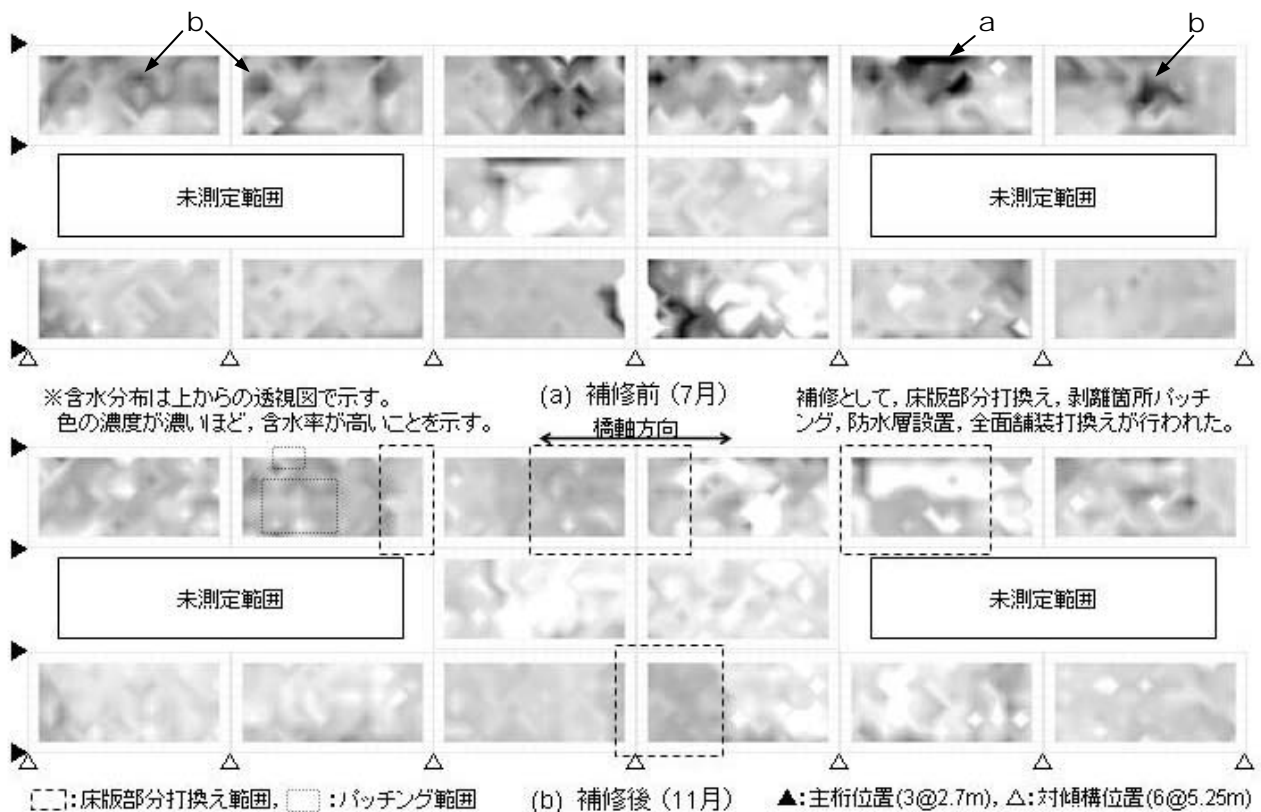 b
a
b
未測定範囲
未測定範囲
※含水分布は上からの透視図で示す。
色の濃度が濃いほど，含水率が高いことを示す。
(a) 補修前（7月）
橋軸方向
補修として，床版部分打換え，剥離箇所パッチ
ング，防水層設置，全面舗装打換えが行われた。
未測定範囲
未測定範囲
：床版部分打換え範囲，
：パッチング範囲
(b) 補修後（11月）
▲：主桁位置(3@2.7m)，△：対傾構位置(6@5.25m)